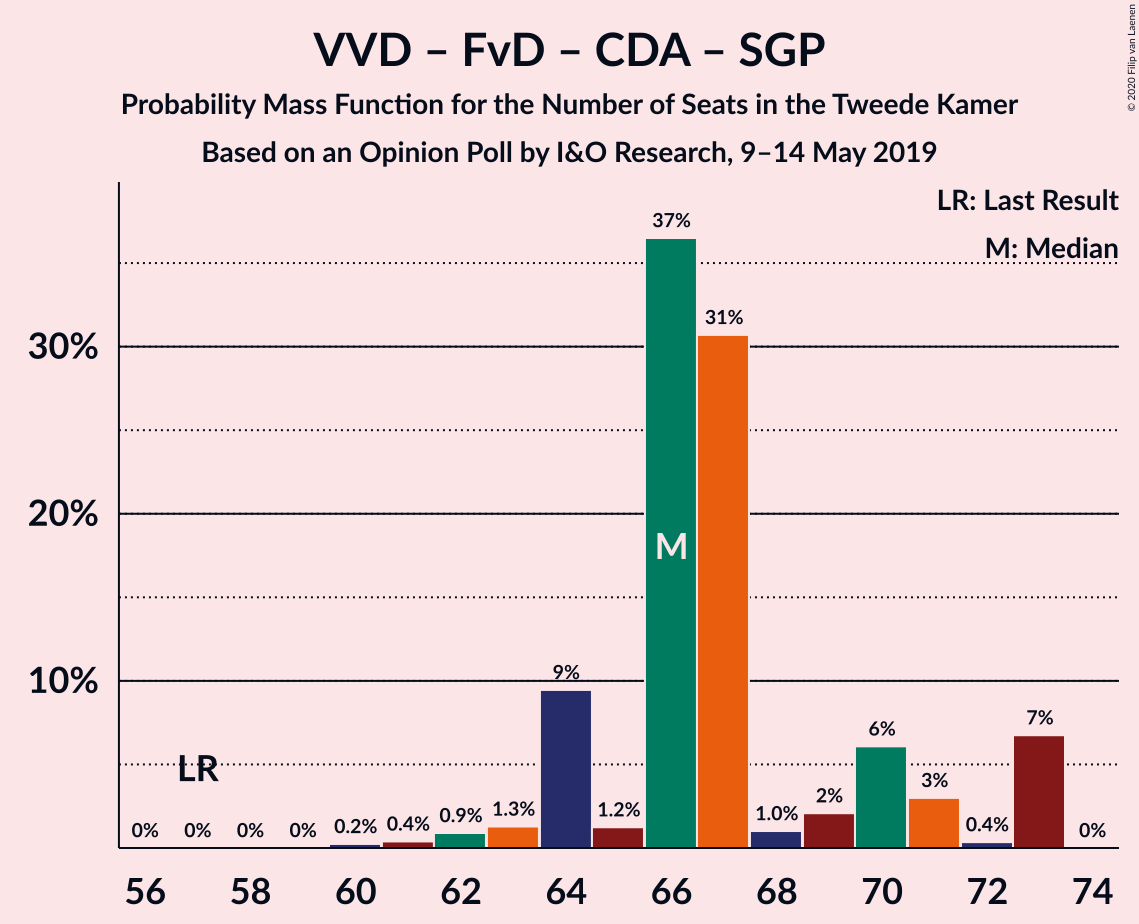 VVD – FvD – CDA – SGP
Probability Mass Function for the Number of Seats in the Tweede Kamer
Based on an Opinion Poll by I&O Research, 9–14 May 2019
© 2020 Filip van Laenen
LR: Last Result
M: Median
37%
31%
30%
20%
M
10%
9%
7%
6%
LR
3%
2%
1.3%
1.2%
1.0%
0.9%
0.4%
0.4%
0.2%
0% 0% 0% 0% 0%
56 58 60 62 64 66 68 70 72 74